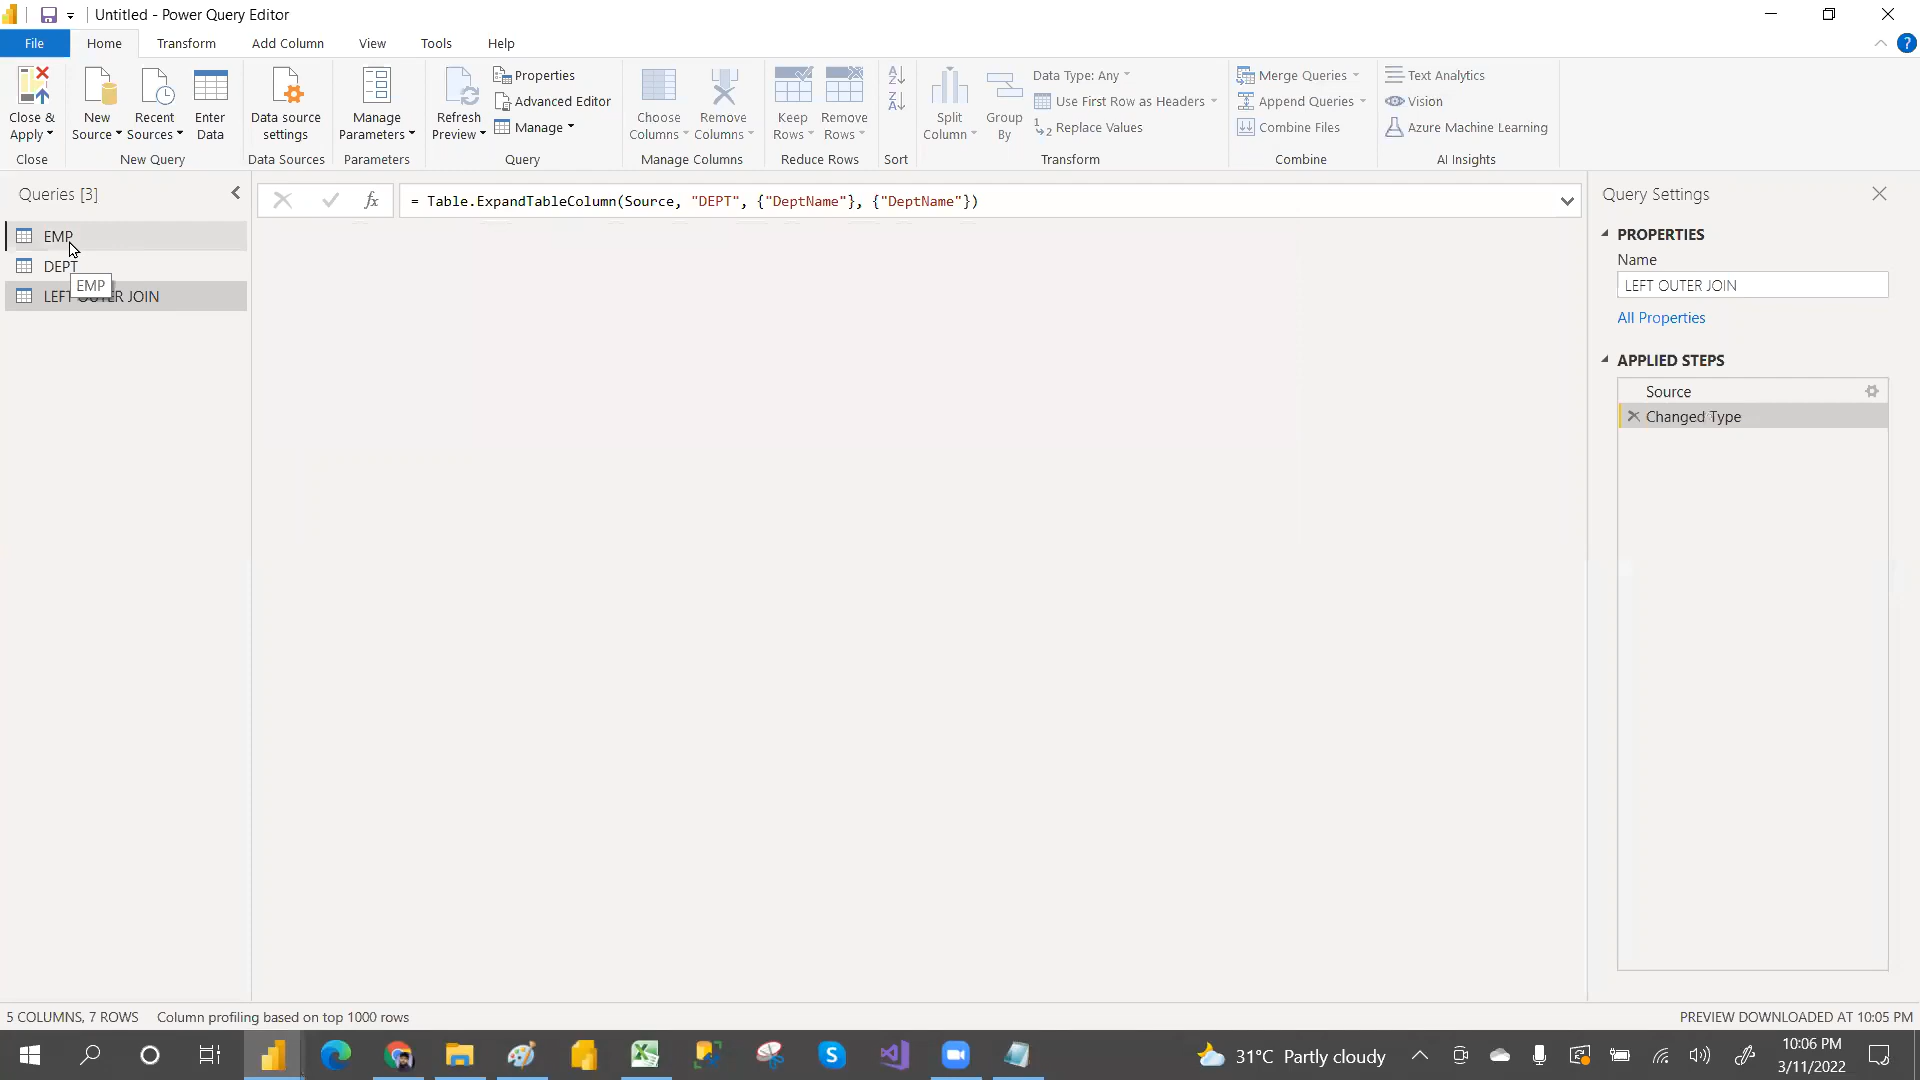 Untitled - Power Query Editor
File
Home
Transform
Add Column
View
Tools
Help
Close &
Apply
Close
New
Source
Recent
Sources
Enter
Data
New Query
Data source
settings
Data Sources
Manage
Parameters
Parameters
Refresh
Preview
Properties
Advanced Editor
Manage
Query
Choose
Columns
Remove
Columns
Manage Columns
Keep
Rows
Remove
Rows
Reduce Rows
Sort
Split
Column
Group
By
Data Type: Any
Use First Row as Headers
Replace Values
Transform
Merge Queries
Append Queries
Combine Files
Combine
Text Analytics
Vision
Azure Machine Learning
AI Insights
Queries [3]
EMP
DEPT
EMP
LEFT OUTER JOIN
= Table.ExpandTableColumn(Source, "DEPT", {"DeptName"}, {"DeptName"})
Query Settings
PROPERTIES
Name
LEFT OUTER JOIN
All Properties
APPLIED STEPS
Source
Changed Type
5 COLUMNS, 7 ROWS
Column profiling based on top 1000 rows
PREVIEW DOWNLOADED AT 10:05 PM
31°C Partly cloudy
10:06 PM
3/11/2022